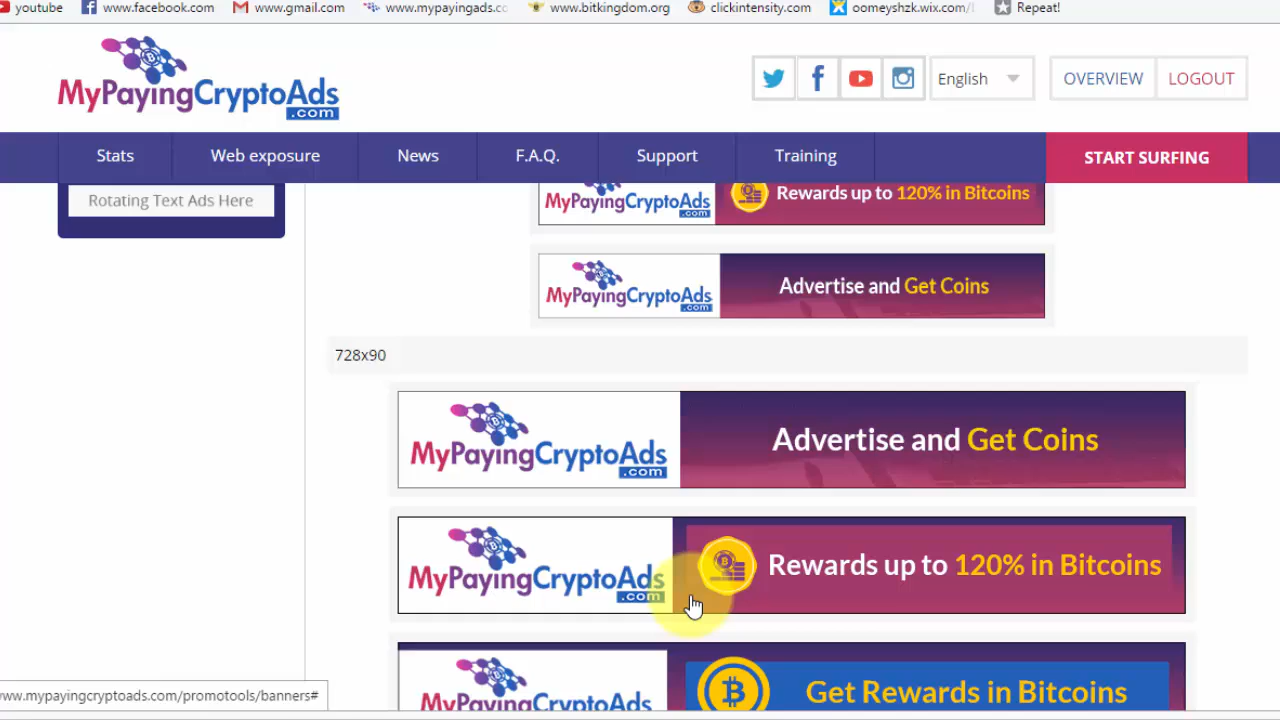 youtube www.facebook.com www.gmail.com www.mypayingads.co www.bitkingdom.org clickintensity.com oomeyshzk.wix.com/ Repeat!
MyPayingCryptoAds
.com
English OVERVIEW LOGOUT
Stats Web exposure News F.A.Q. Support Training START SURFING
Rotating Text Ads Here
MyPayingCryptoAds
.com
Rewards up to 120% in Bitcoins
MyPayingCryptoAds
.com
Advertise and Get Coins
728x90
MyPayingCryptoAds
.com
Advertise and Get Coins
MyPayingCryptoAds
.com
Rewards up to 120% in Bitcoins
MyPayingCryptoAds
Get Rewards in Bitcoins
www.mypayingcryptoads.com/promotools/banners#